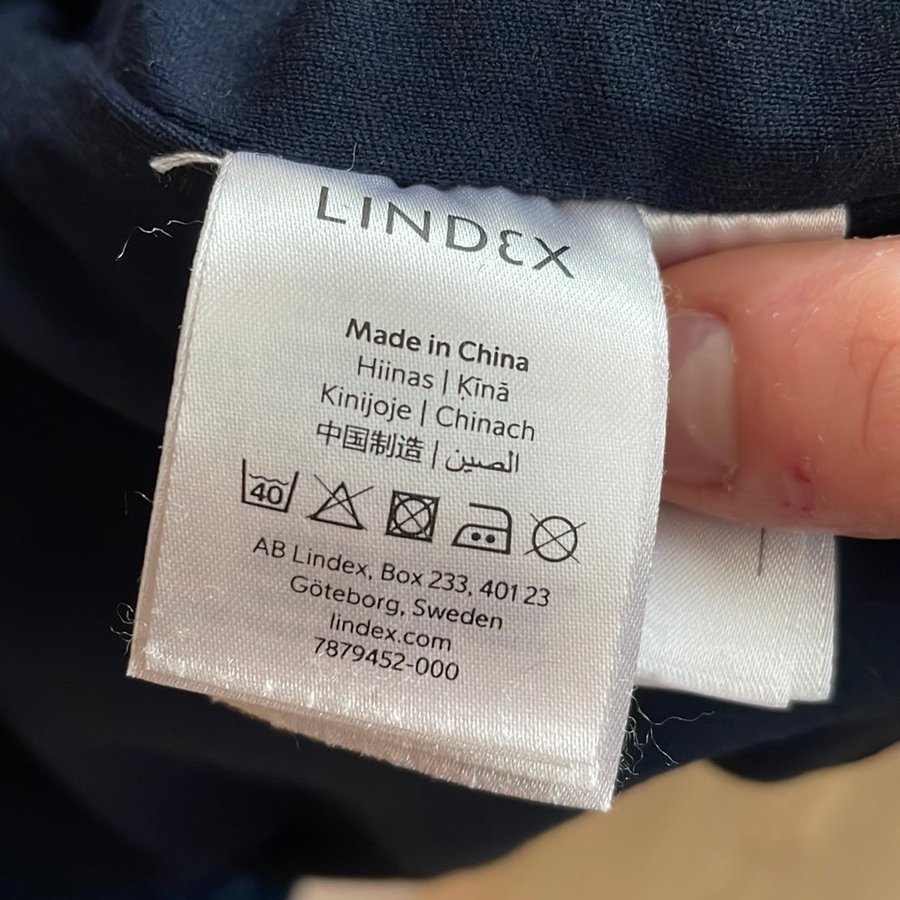 LINDEX
Made in China
Hiinas | Ķīnā
Kinijoje | Chinach
中国制造 | الصين
40
AB Lindex, Box 233, 401 23
Göteborg, Sweden
lindex.com
7879452-000